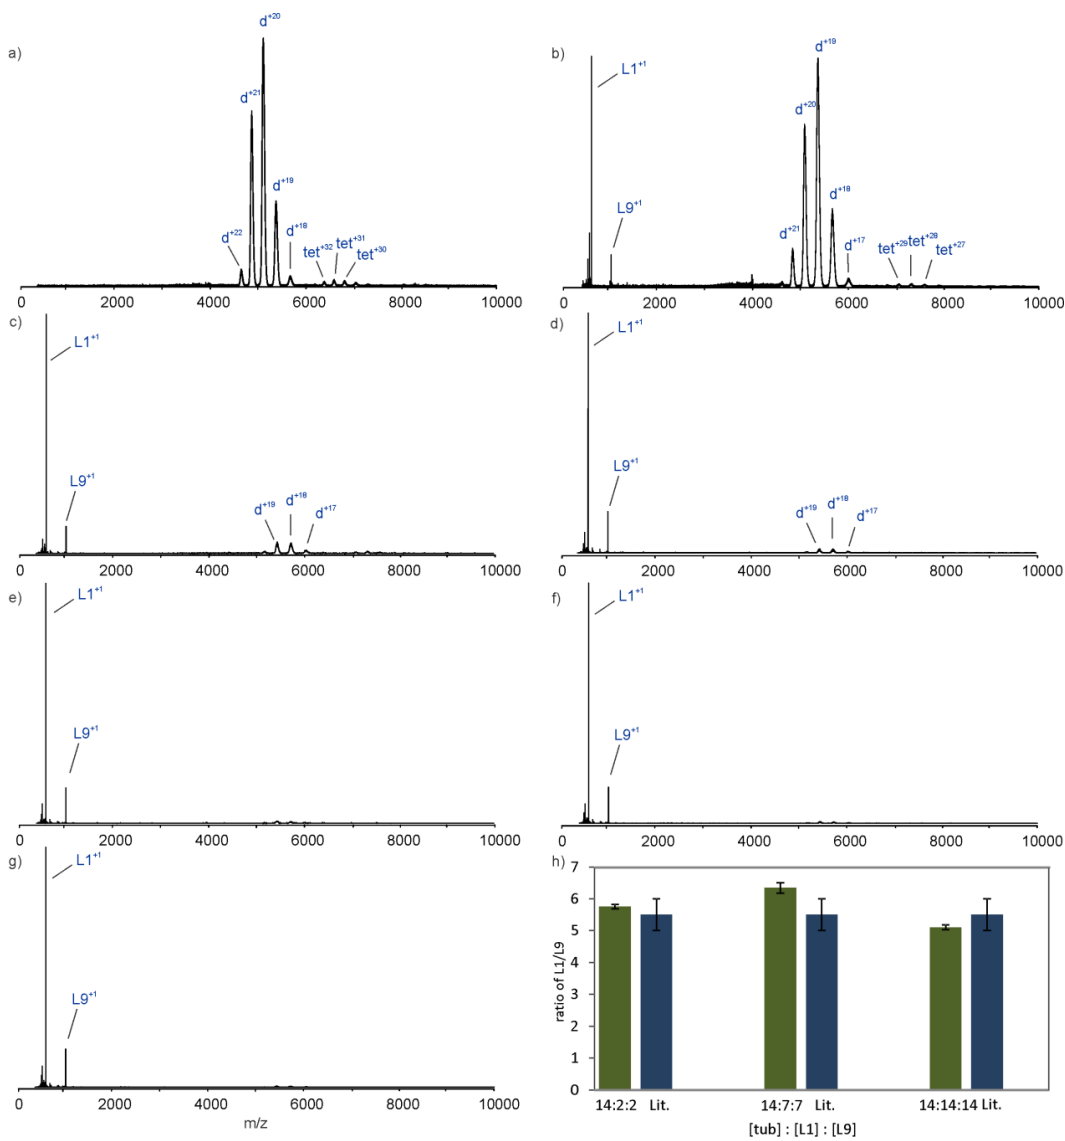 a)
d⁺²⁰
d⁺²¹
d⁺¹⁹
d⁺²²
d⁺¹⁸
tet⁺³²
tet⁺³¹
tet⁺³⁰
0 2000 4000 6000 8000 10000
b)
L1⁺¹
L9⁺¹
d⁺¹⁹
d⁺²⁰
d⁺¹⁸
d⁺²¹
d⁺¹⁷
tet⁺²⁹
tet⁺²⁸
tet⁺²⁷
2000 4000 6000 8000 10000
c)
L1⁺¹
L9⁺¹
d⁺¹⁹
d⁺¹⁸
d⁺¹⁷
0 2000 4000 6000 8000 10000
d)
L1⁺¹
L9⁺¹
d⁺¹⁹
d⁺¹⁸
d⁺¹⁷
2000 4000 6000 8000 10000
e)
L1⁺¹
L9⁺¹
0 2000 4000 6000 8000 10000
f)
L1⁺¹
L9⁺¹
2000 4000 6000 8000 10000
g)
L1⁺¹
L9⁺¹
0 2000 4000 6000 8000 10000
m/z
h)
7
6
5
4
3
2
1
0
ratio of L1/L9
14:2:2 Lit. 14:7:7 Lit. 14:14:14 Lit.
[tub] : [L1] : [L9]